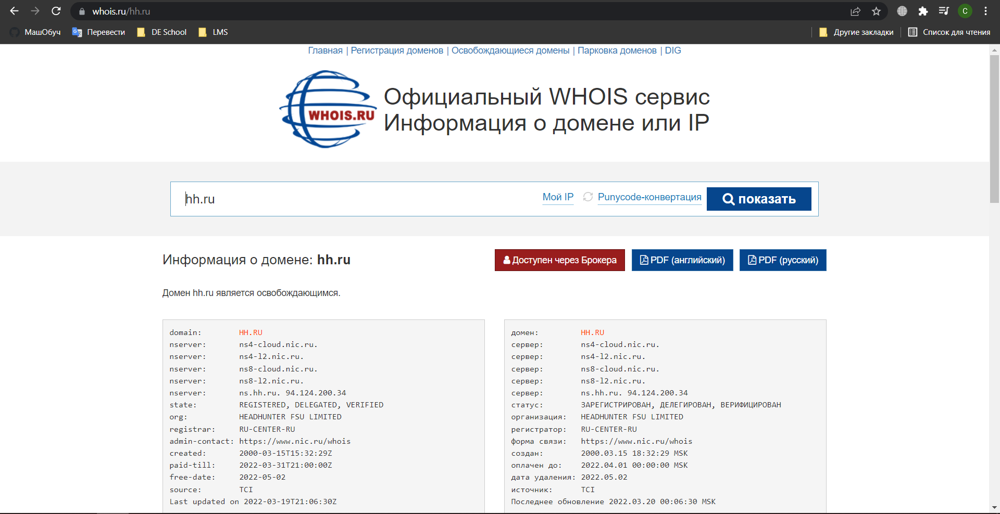 whois.ru/hh.ru
C
МашОбуч
Перевести
DE School
LMS
Другие закладки
Список для чтения
Главная | Регистрация доменов | Освобождающиеся домены | Парковка доменов | DIG
WHOIS.RU
Официальный WHOIS сервис
Информация о домене или IP
hh.ru
Мой IP
Punycode-конвертация
показать
Информация о домене: hh.ru
Доступен через Брокера
PDF (английский)
PDF (русский)
Домен hh.ru является освобождающимся.
domain: HH.RU
nserver: ns4-cloud.nic.ru.
nserver: ns4-l2.nic.ru.
nserver: ns8-cloud.nic.ru.
nserver: ns8-l2.nic.ru.
nserver: ns.hh.ru. 94.124.200.34
state: REGISTERED, DELEGATED, VERIFIED
org: HEADHUNTER FSU LIMITED
registrar: RU-CENTER-RU
admin-contact: https://www.nic.ru/whois
created: 2000-03-15T15:32:29Z
paid-till: 2022-03-31T21:00:00Z
free-date: 2022-05-02
source: TCI
Last updated on 2022-03-19T21:06:30Z
домен: HH.RU
сервер: ns4-cloud.nic.ru.
сервер: ns4-l2.nic.ru.
сервер: ns8-cloud.nic.ru.
сервер: ns8-l2.nic.ru.
сервер: ns.hh.ru. 94.124.200.34
статус: ЗАРЕГИСТРИРОВАН, ДЕЛЕГИРОВАН, ВЕРИФИЦИРОВАН
организация: HEADHUNTER FSU LIMITED
регистратор: RU-CENTER-RU
форма связи: https://www.nic.ru/whois
создан: 2000.03.15 18:32:29 MSK
оплачен до: 2022.04.01 00:00:00 MSK
дата удаления: 2022.05.02
источник: TCI
Последнее обновление 2022.03.20 00:06:30 MSK